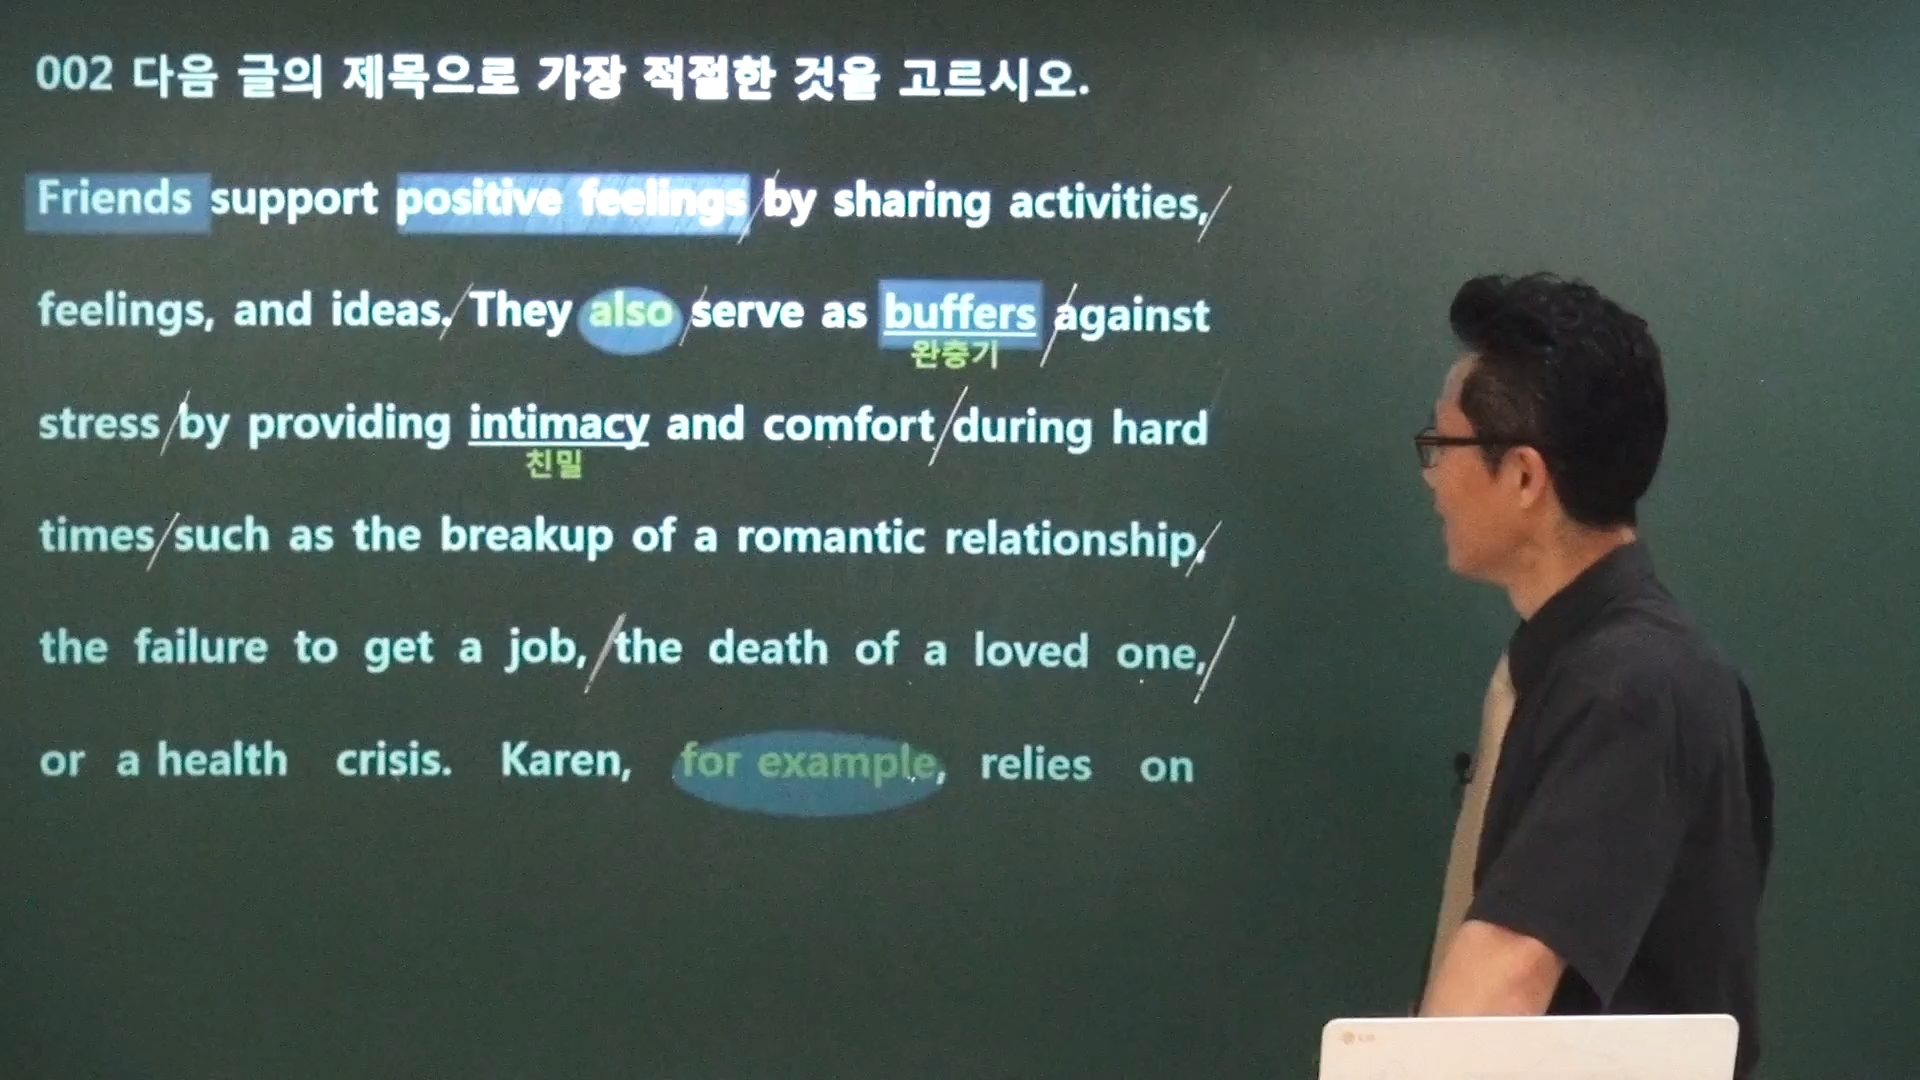 002 다음 글의 제목으로 가장 적절한 것을 고르시오.
Friends support positive feelings by sharing activities,
feelings, and ideas. They also serve as buffers against
완충기
stress by providing intimacy and comfort during hard
친밀
times such as the breakup of a romantic relationship,
the failure to get a job, the death of a loved one,
or a health crisis. Karen, for example, relies on